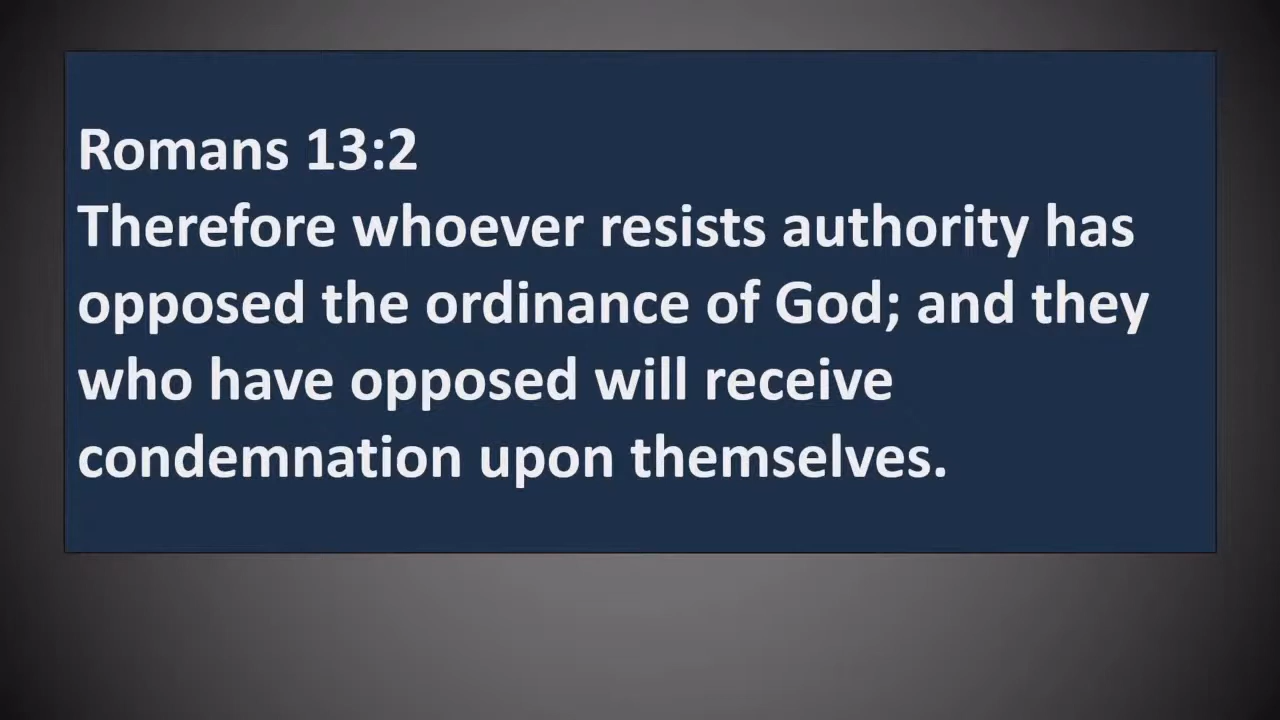 Romans 13:2
Therefore whoever resists authority has
opposed the ordinance of God; and they
who have opposed will receive
condemnation upon themselves.